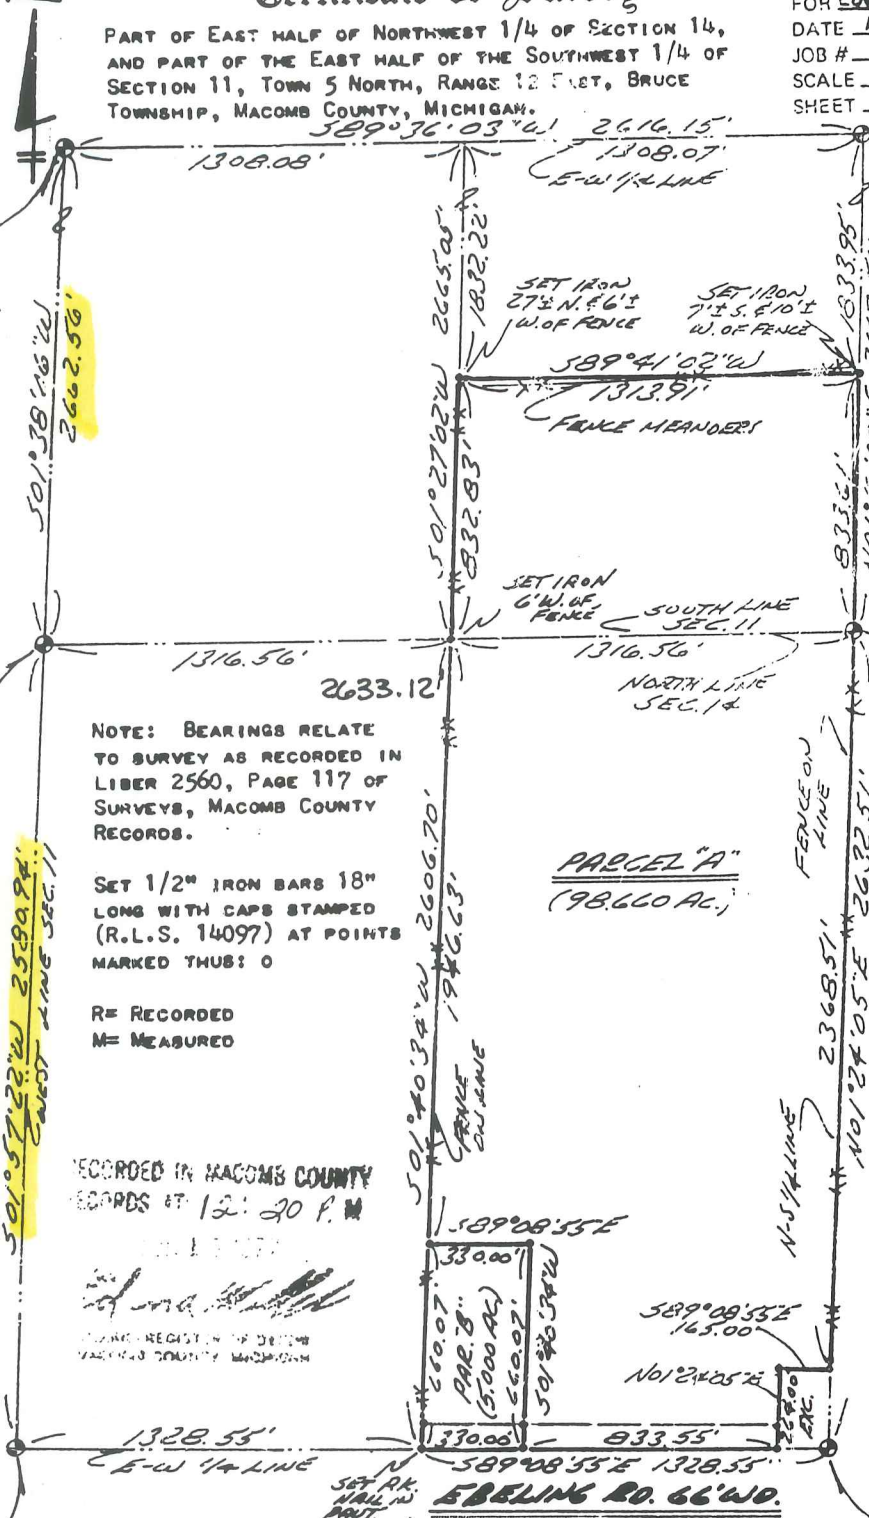 FOR
DATE
JOB #
SCALE
SHEET
PART OF EAST HALF OF NORTHWEST 1/4 OF SECTION 14,
AND PART OF THE EAST HALF OF THE SOUTHWEST 1/4 OF
SECTION 11, TOWN 5 NORTH, RANGE 12 EAST, BRUCE
TOWNSHIP, MACOMB COUNTY, MICHIGAN.
S89°36'03"W 2616.15'
1308.08'
1308.07'
E-W 1/4 LINE
S01°38'16"W
2662.56'
2665.05'
1832.22'
1833.95'
SET IRON
27'± N. & 6'±
W. OF FENCE
SET IRON
7'± S. & 10'±
W. OF FENCE
S89°41'02"W
1313.91'
FENCE MEANDERS
S01°27'02"W
832.83'
833.61'
SET IRON
6' W. OF
FENCE
SOUTH LINE
SEC. 11
1316.56'
1316.56'
2633.12'
NORTH LINE
SEC. 14
NOTE: BEARINGS RELATE
TO SURVEY AS RECORDED IN
LIBER 2560, PAGE 117 OF
SURVEYS, MACOMB COUNTY
RECORDS.
SET 1/2" IRON BARS 18"
LONG WITH CAPS STAMPED
(R.L.S. 14097) AT POINTS
MARKED THUS: O
R= RECORDED
M= MEASURED
S01°57'22"W 2580.94'
WEST LINE SEC. 11
S01°40'34"W 2606.70'
1946.63'
FENCE
ON LINE
PARCEL "A"
(98.660 AC.)
FENCE ON
LINE
2368.51'
N01°24'05"E 2632.51'
N-S 1/4 LINE
ECORDED IN MACOMB COUNTY
ECORDS AT 12:20 P.M
REGISTER OF DEEDS
MACOMB COUNTY, MICHIGAN
S89°08'55"E
330.00'
660.07'
PAR. "B"
(5.000 AC)
660.07'
S01°40'34"W
S89°08'55"E
165.00'
N01°24'05"E
264.00'
EXC.
1328.55'
E-W 1/4 LINE
330.00'
833.55'
S89°08'55"E 1328.55'
SET P.K.
NAIL IN
EBELING RD. 66' WD.